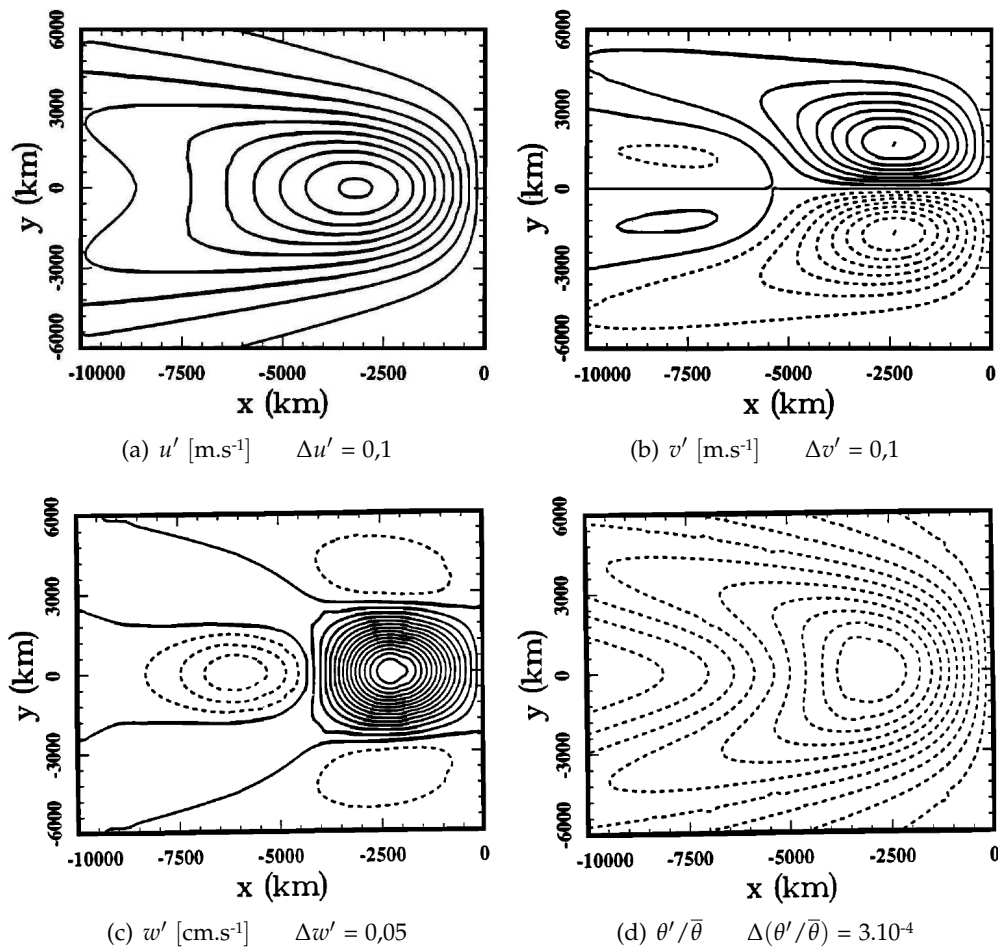 6000
3000
0
-3000
-6000
y (km)
-10000 -7500 -5000 -2500 0
x (km)
(a) u′ [m.s⁻¹] Δu′ = 0,1
6000
3000
0
-3000
-6000
y (km)
-10000 -7500 -5000 -2500 0
x (km)
(b) v′ [m.s⁻¹] Δv′ = 0,1
6000
3000
0
-3000
-6000
y (km)
-10000 -7500 -5000 -2500 0
x (km)
(c) w′ [cm.s⁻¹] Δw′ = 0,05
6000
3000
0
-3000
-6000
y (km)
-10000 -7500 -5000 -2500 0
x (km)
(d) θ′/θ̅ Δ(θ′/θ̅) = 3.10⁻⁴